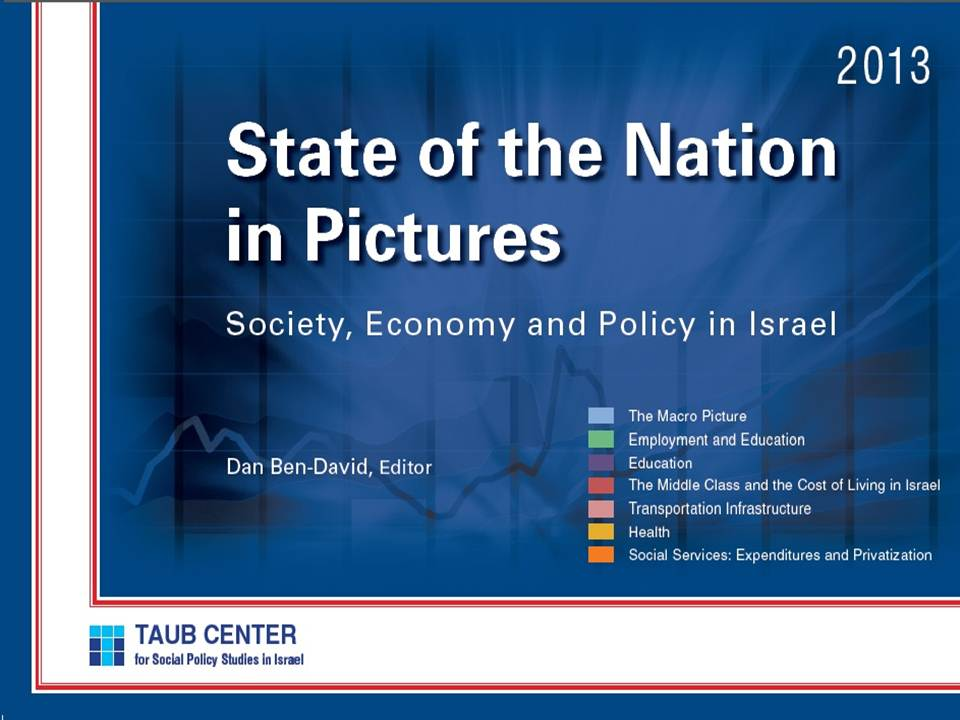 2013
State of the Nation
in Pictures
Society, Economy and Policy in Israel
The Macro Picture
Employment and Education
Education
The Middle Class and the Cost of Living in Israel
Transportation Infrastructure
Health
Social Services: Expenditures and Privatization
Dan Ben-David, Editor
TAUB CENTER
for Social Policy Studies in Israel